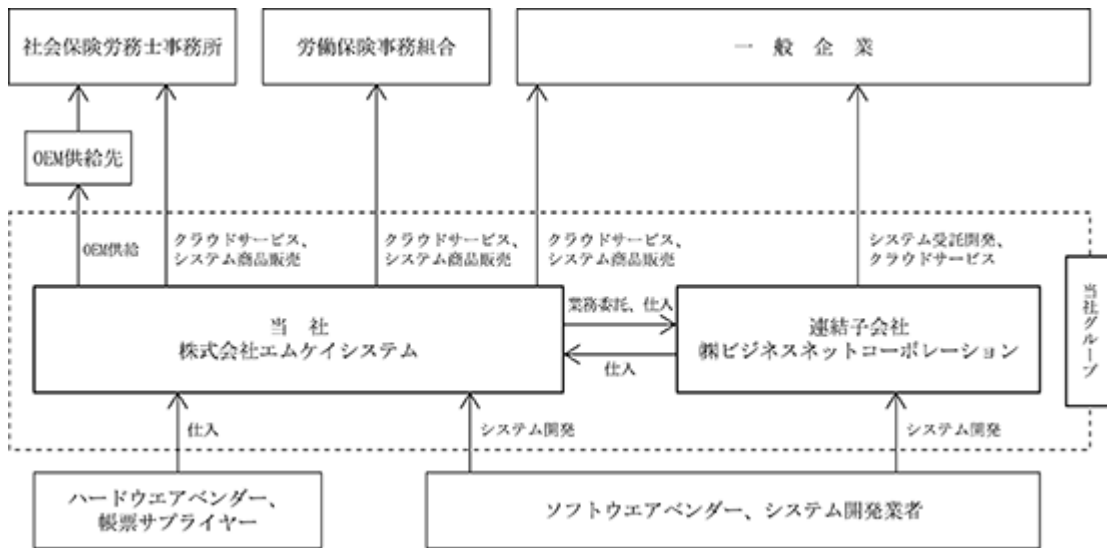 社会保険労務士事務所
労働保険事務組合
一般企業
OEM供給先
OEM供給
クラウドサービス、
システム商品販売
クラウドサービス、
システム商品販売
クラウドサービス、
システム商品販売
システム受託開発、
クラウドサービス
当社グループ
当社
株式会社エムケイシステム
業務委託、仕入
仕入
連結子会社
㈱ビジネスネットコーポレーション
仕入
システム開発
システム開発
ハードウエアベンダー、
帳票サプライヤー
ソフトウエアベンダー、システム開発業者